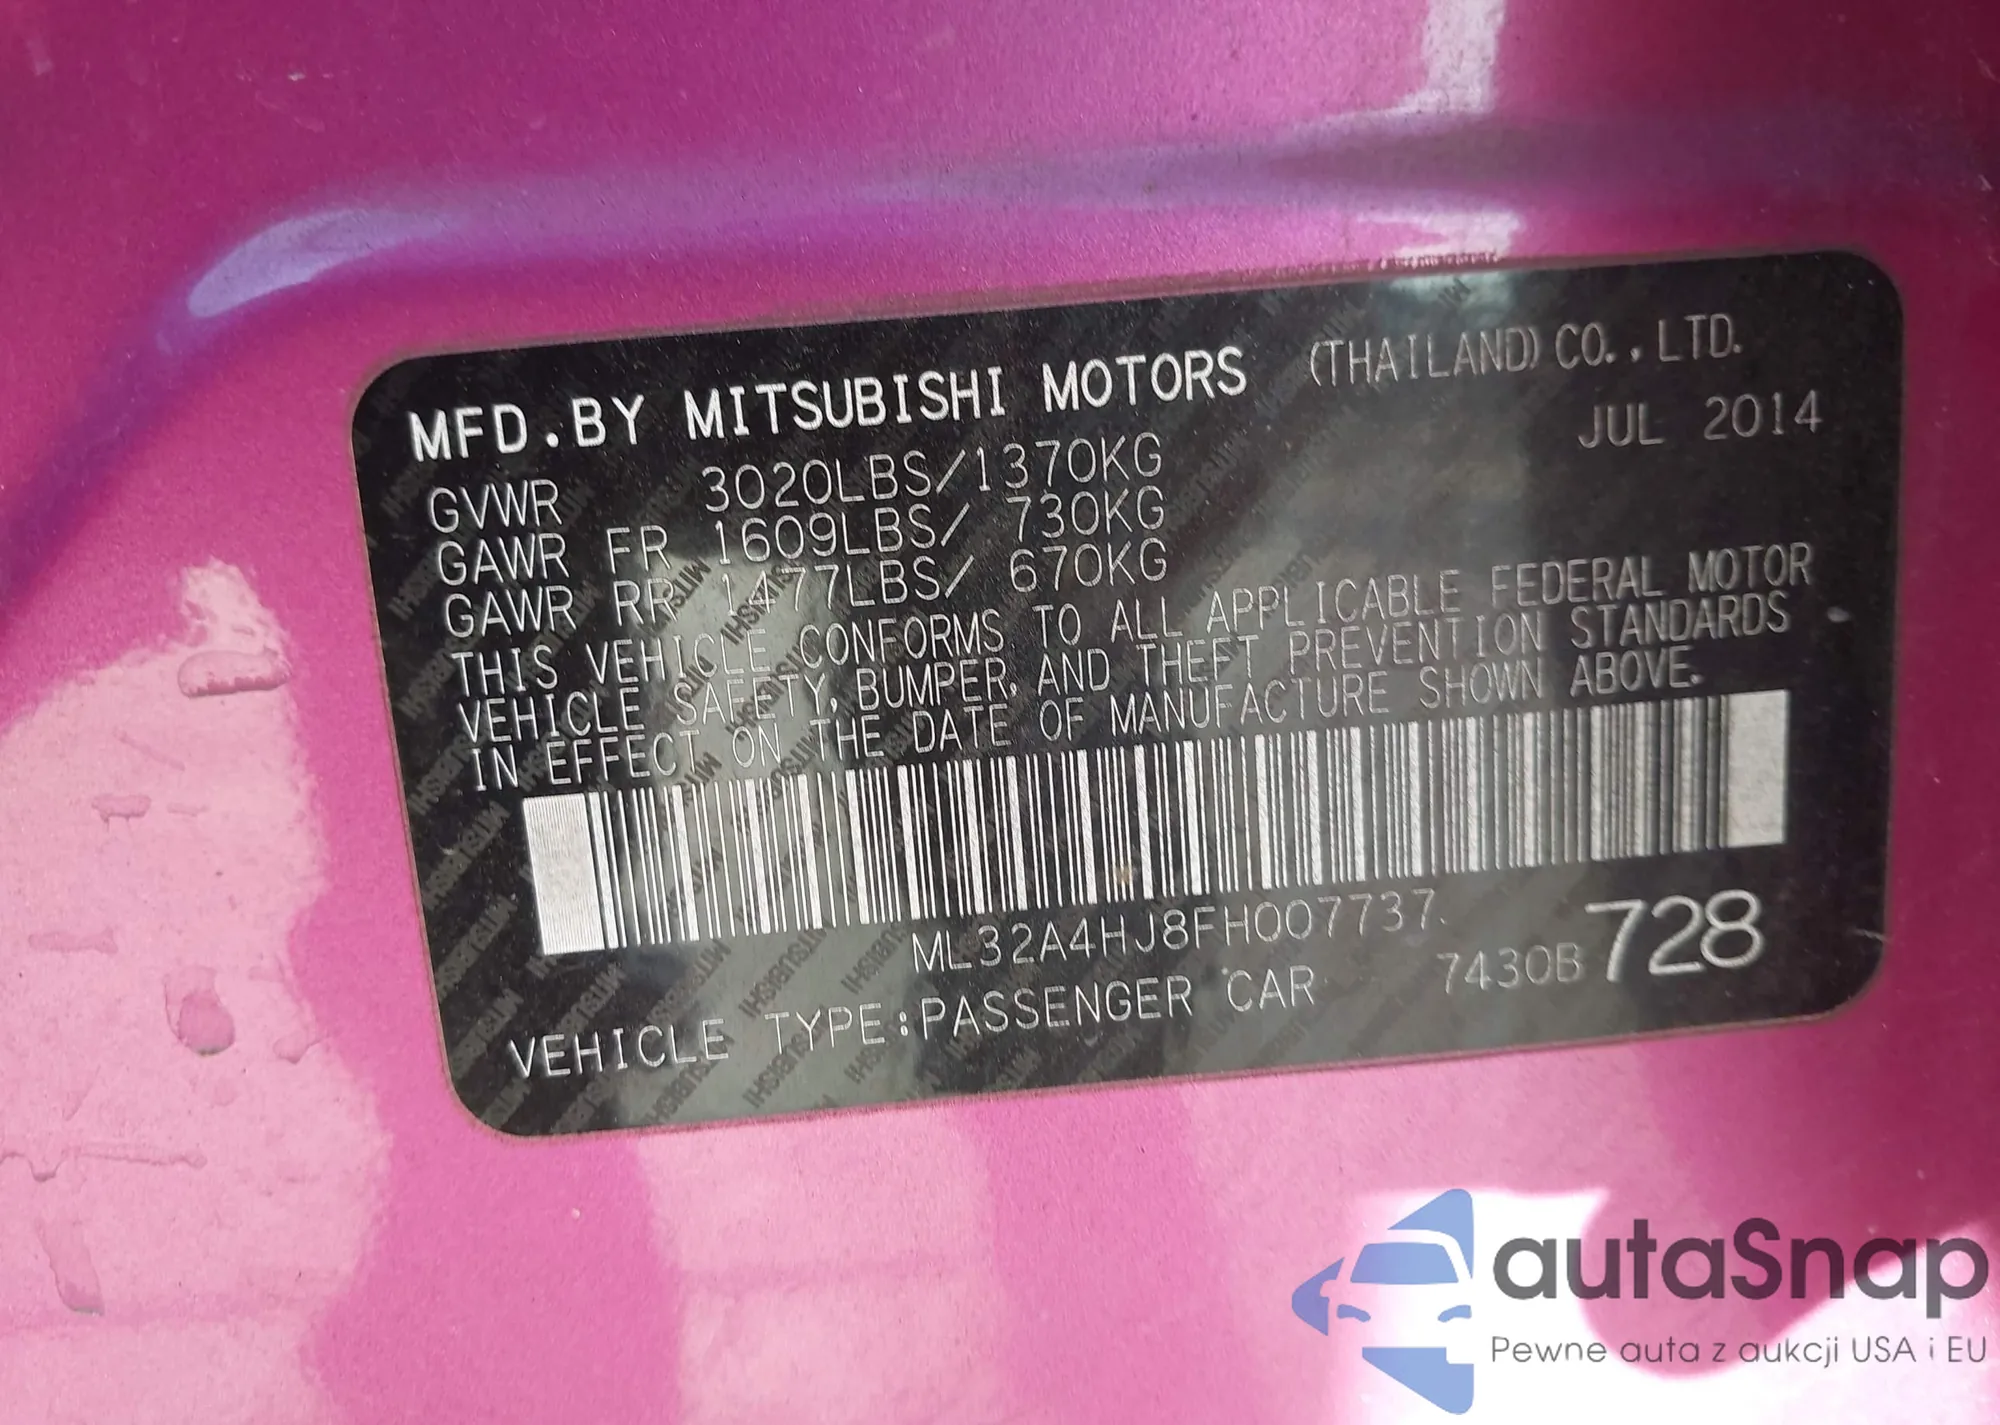 MFD.BY MITSUBISHI MOTORS (THAILAND) CO.,LTD.
JUL 2014
GVWR 3020LBS/1370KG
GAWR FR 1609LBS/ 730KG
GAWR RR 1477LBS/ 670KG
THIS VEHICLE CONFORMS TO ALL APPLICABLE FEDERAL MOTOR
VEHICLE SAFETY, BUMPER, AND THEFT PREVENTION STANDARDS
IN EFFECT ON THE DATE OF MANUFACTURE SHOWN ABOVE.
ML32A4HJ8FH007737
VEHICLE TYPE:PASSENGER CAR 7430B 728
autaSnap
Pewne auta z aukcji USA i EU